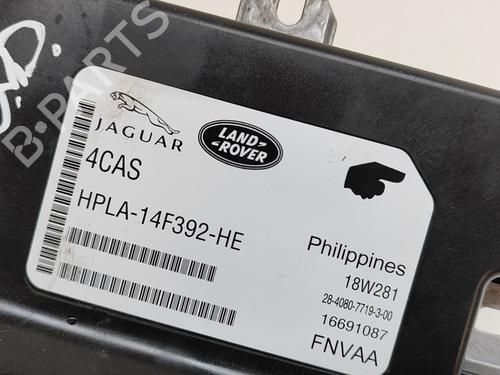 B-PARTS
JAGUAR
LAND
ROVER
4CAS
HPLA-14F392-HE
Philippines
18W281
28-4080-7719-3-00
16691087
FNVAA